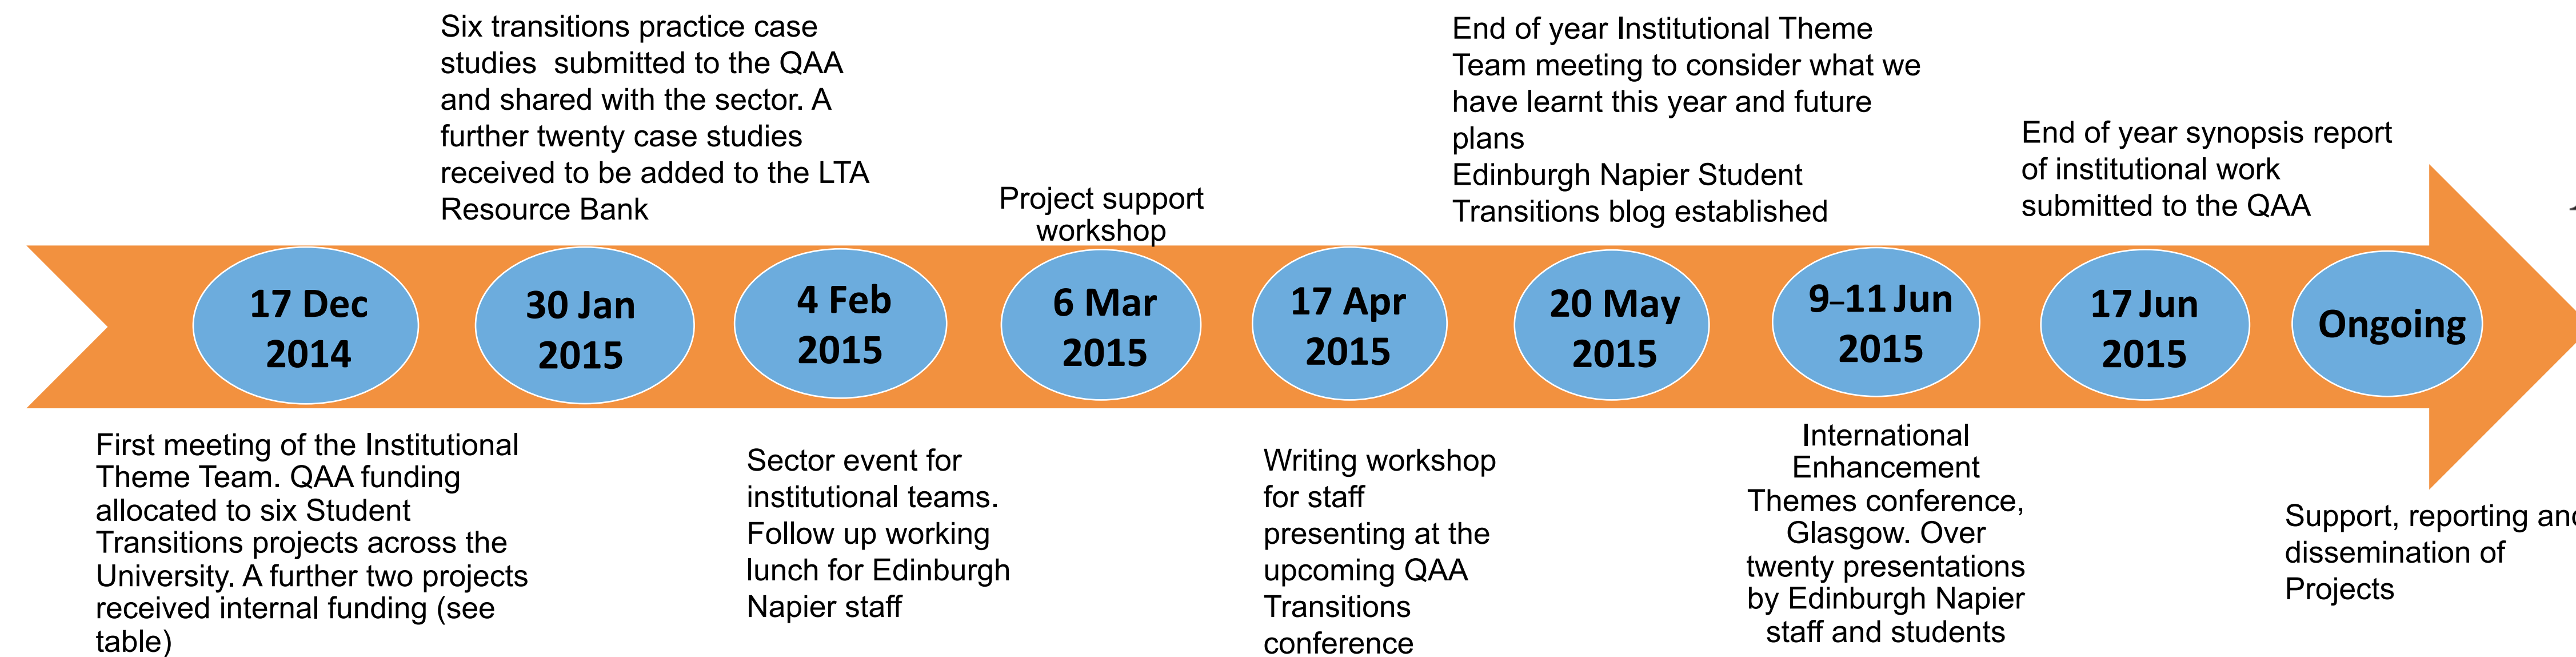 Six transitions practice case
studies  submitted to the QAA
and shared with the sector. A
further twenty case studies
received to be added to the LTA
Resource Bank
Project support
workshop
End of year Institutional Theme
Team meeting to consider what we
have learnt this year and future
plans
Edinburgh Napier Student
Transitions blog established
End of year synopsis report
of institutional work
submitted to the QAA
17 Dec
2014
30 Jan
2015
4 Feb
2015
6 Mar
2015
17 Apr
2015
20 May
2015
9–11 Jun
2015
17 Jun
2015
Ongoing
First meeting of the Institutional
Theme Team. QAA funding
allocated to six Student
Transitions projects across the
University. A further two projects
received internal funding (see
table)
Sector event for
institutional teams.
Follow up working
lunch for Edinburgh
Napier staff
Writing workshop
for staff
presenting at the
upcoming QAA
Transitions
conference
International
Enhancement
Themes conference,
Glasgow. Over
twenty presentations
by Edinburgh Napier
staff and students
Support, reporting and
dissemination of
Projects